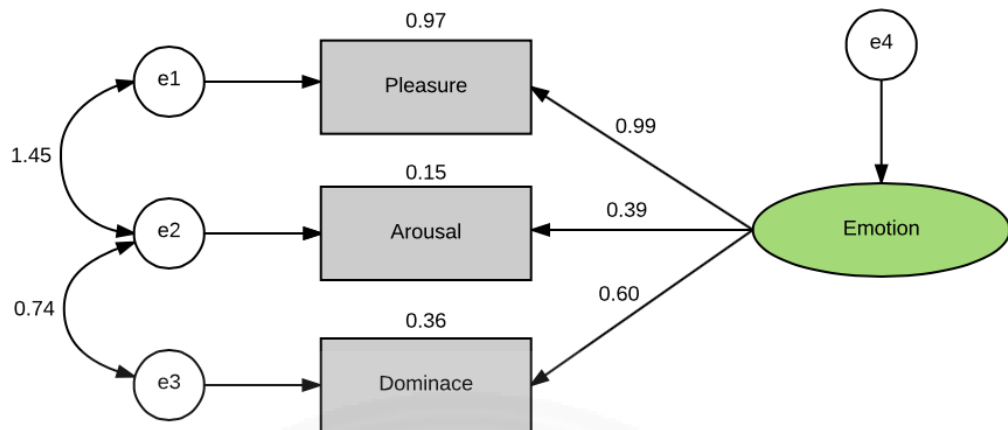 0.97
e4
e1
Pleasure
0.99
1.45
0.15
0.39
e2
Arousal
Emotion
0.74
0.60
0.36
e3
Dominace